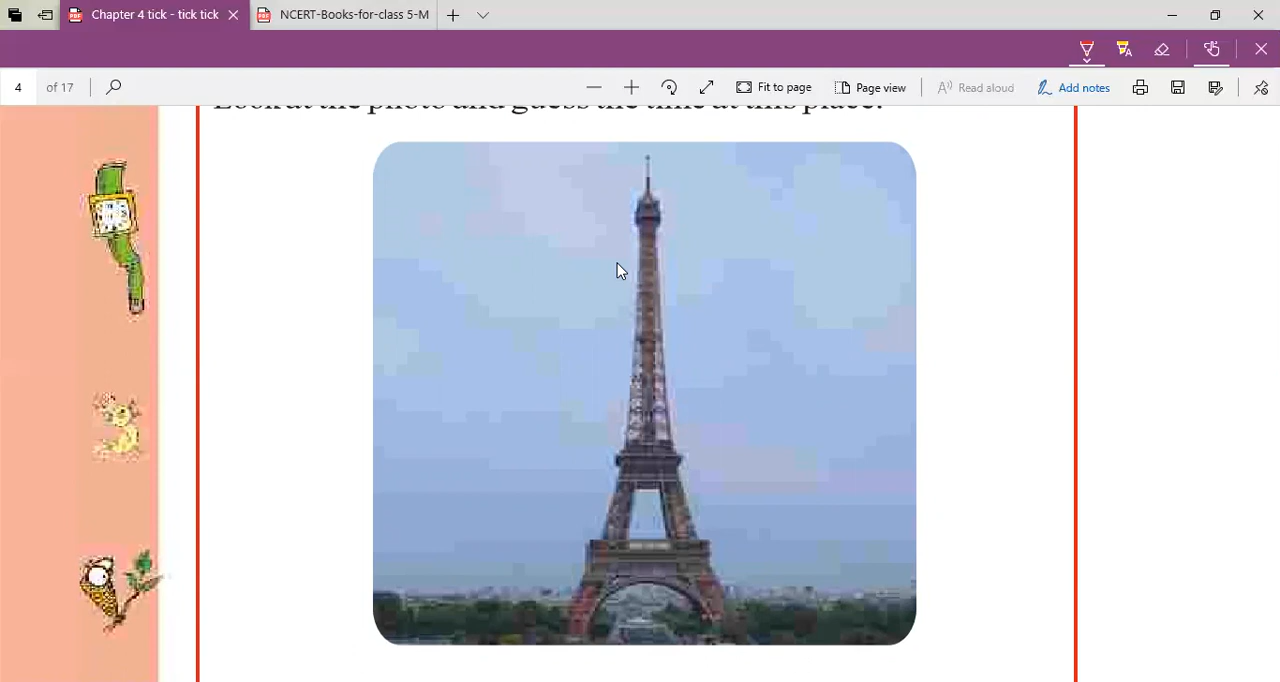 Chapter 4 tick - tick tick
NCERT-Books-for-class 5-M
4 of 17
Fit to page
Page view
Read aloud
Add notes
Look at the photo and guess the time at this place.